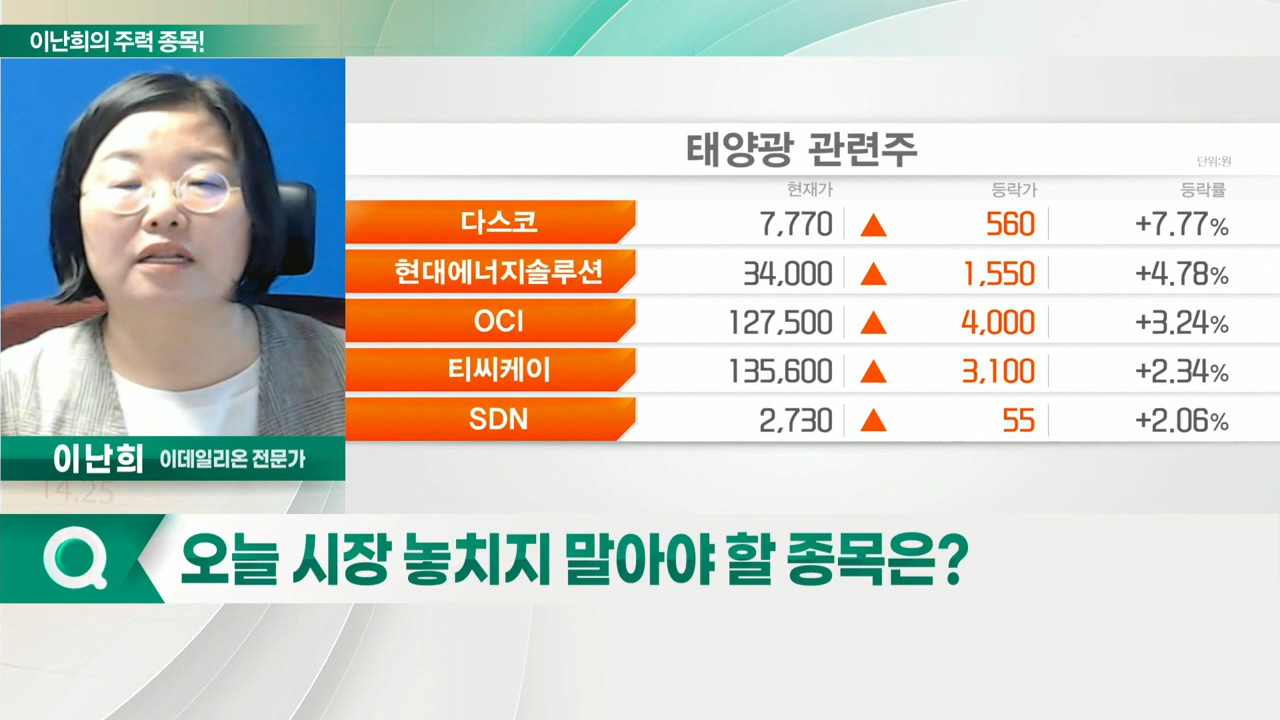 이난희의 주력 종목!
태양광 관련주
단위:원
현재가 등락가 등락률
다스코 7,770 ▲ 560 +7.77%
현대에너지솔루션 34,000 ▲ 1,550 +4.78%
OCI 127,500 ▲ 4,000 +3.24%
티씨케이 135,600 ▲ 3,100 +2.34%
SDN 2,730 ▲ 55 +2.06%
이난희 이데일리온 전문가
14.25
오늘 시장 놓치지 말아야 할 종목은?